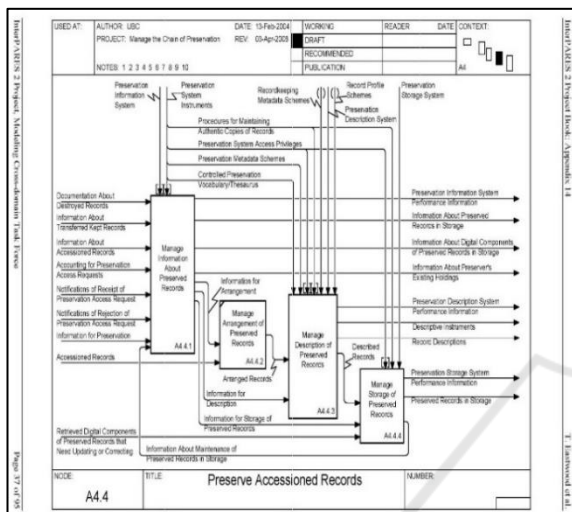 InterPARES 2 Project Book: Appendix 14
InterPARES 2 Project, Modeling Cross-domain Task Force
USED AT:
AUTHOR: UBC
DATE: 13-Feb-2004
PROJECT: Manage the Chain of Preservation
REV: 03-Apr-2008
NOTES: 1 2 3 4 5 6 7 8 9 10
WORKING
DRAFT
RECOMMENDED
PUBLICATION
READER
DATE
CONTEXT:
A4
Preservation
Information
System
Preservation
System
Instruments
Recordkeeping
Metadata Schemes
Record Profile
Schemes
Preservation
Description System
Preservation
Storage System
Procedures for Maintaining
Authentic Copies of Records
Preservation System Access Privileges
Preservation Metadata Schemes
Controlled Preservation
Vocabulary/Thesaurus
Documentation About
Destroyed Records
Information About
Transferred Kept Records
Information About
Accessioned Records
Accounting for Preservation
Access Requests
Notifications of Receipt of
Preservation Access Request
Notifications of Rejection of
Preservation Access Request
Information for Preservation
Accessioned Records
Manage
Information
About
Preserved
Records
A4.4.1
Information for
Arrangement
Manage
Arrangement of
Preserved
Records
A4.4.2
Arranged Records
Information for
Description
Manage
Description of
Preserved
Records
A4.4.3
Described
Records
Manage
Storage of
Preserved
Records
A4.4.4
Information for Storage of
Preserved Records
Preservation Information System
Performance Information
Information About Preserved
Records in Storage
Information About Digital Components
of Preserved Records in Storage
Information About Preserver's
Existing Holdings
Preservation Description System
Performance Information
Descriptive Instruments
Record Descriptions
Preservation Storage System
Performance Information
Preserved Records in Storage
Retrieved Digital Components
of Preserved Records that
Need Updating or Correcting
Information About Maintenance of
Preserved Records in Storage
NODE:
A4.4
TITLE:
Preserve Accessioned Records
NUMBER:
Page 37 of 95
T. Eastwood et al.